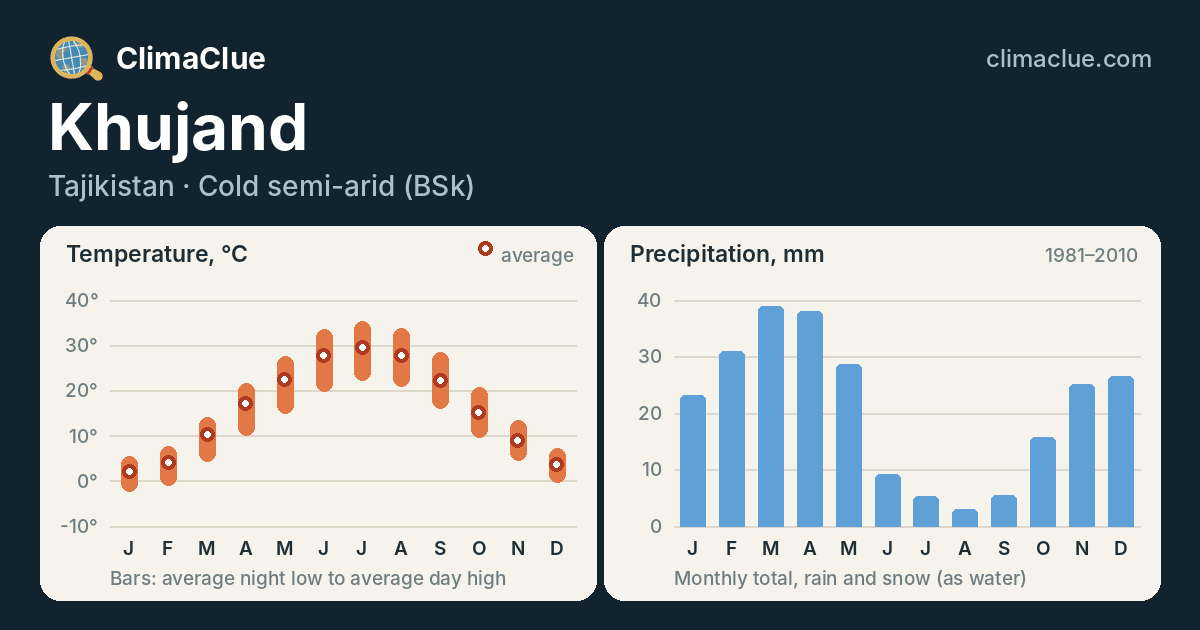 ClimaClue
climaclue.com
Khujand
Tajikistan · Cold semi-arid (BSk)
Temperature, °C
average
40°
30°
20°
10°
0°
-10°
J F M A M J J A S O N D
Bars: average night low to average day high
Precipitation, mm
1981–2010
40
30
20
10
0
J F M A M J J A S O N D
Monthly total, rain and snow (as water)